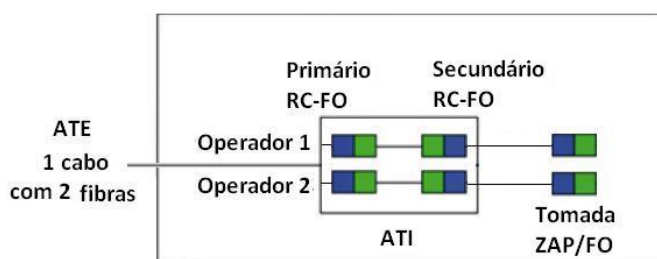 Primário
RC-FO
Secundário
RC-FO
ATE
1 cabo
com 2 fibras
Operador 1
Operador 2
ATI
Tomada
ZAP/FO